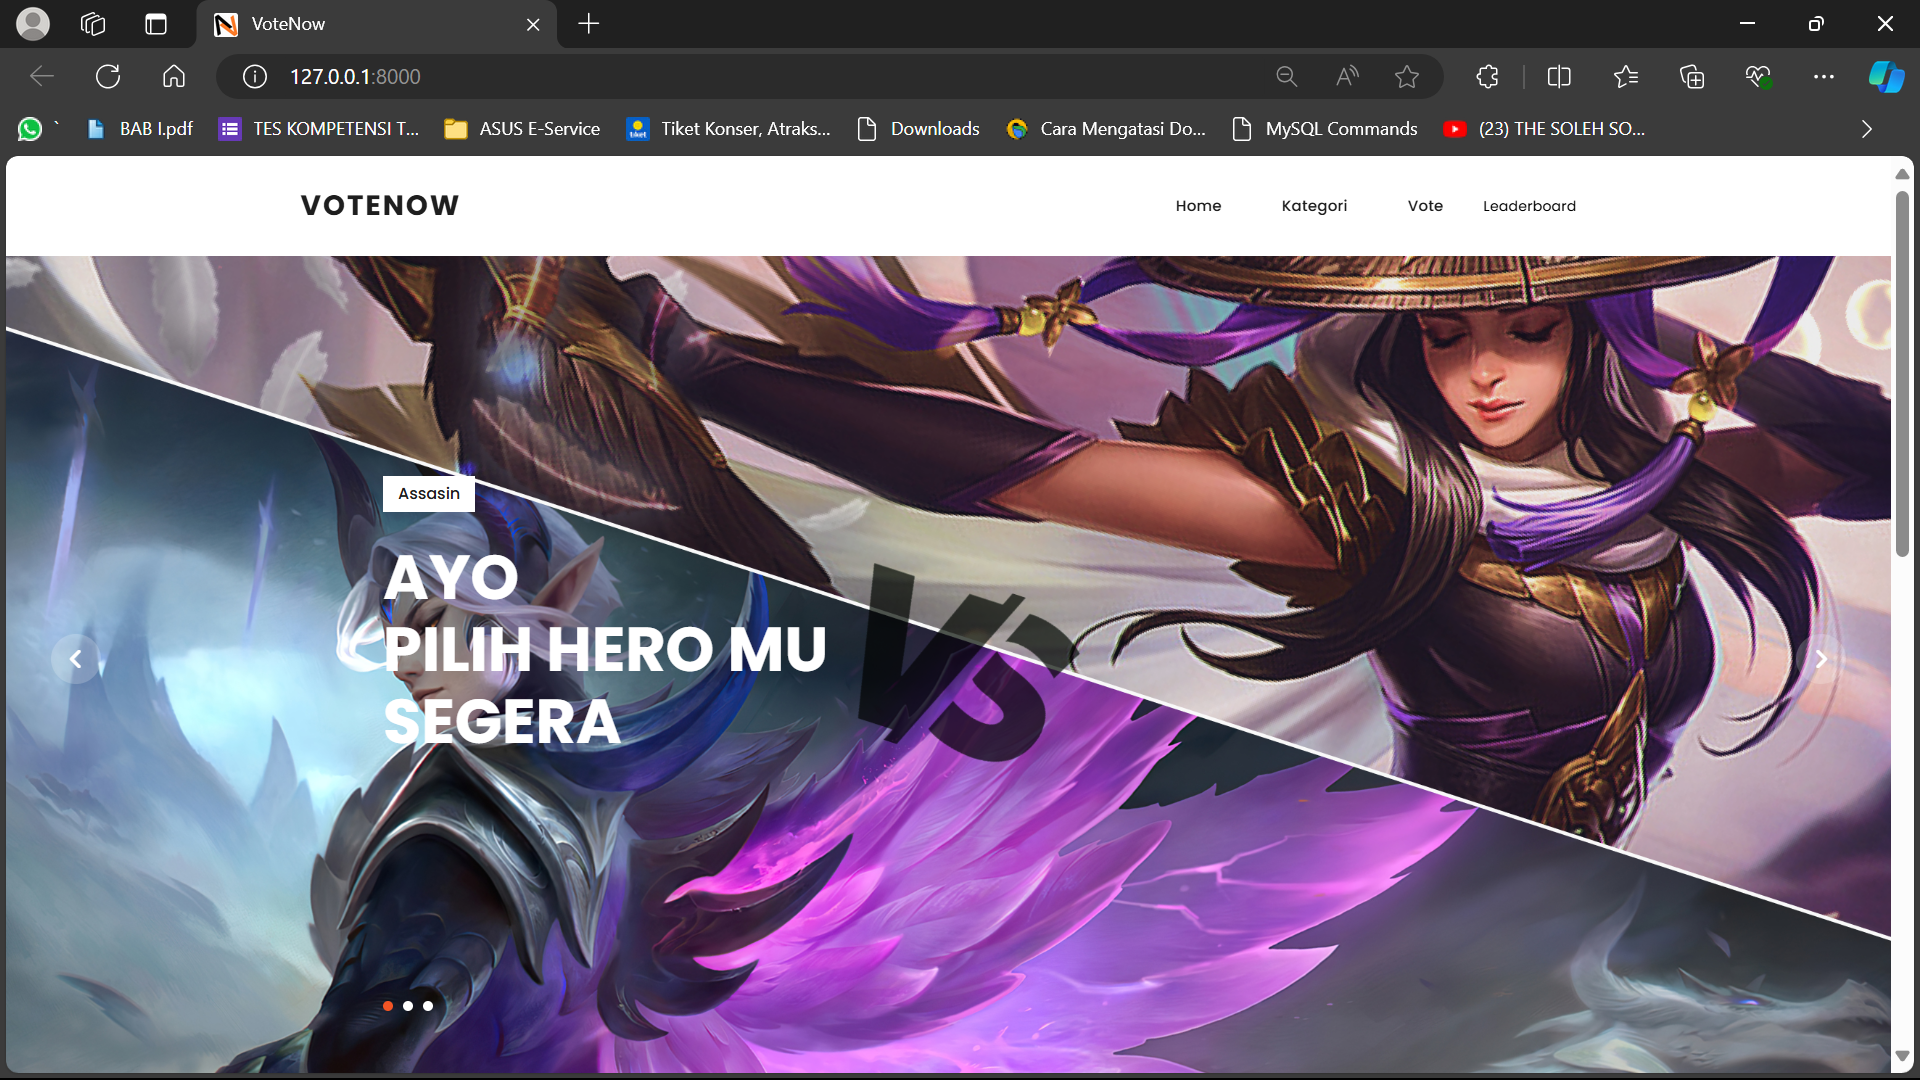 VoteNow
127.0.0.1:8000
`
BAB I.pdf
TES KOMPETENSI T...
ASUS E-Service
tiket
Tiket Konser, Atraks...
Downloads
Cara Mengatasi Do...
MySQL Commands
(23) THE SOLEH SO...
VOTENOW
Home
Kategori
Vote
Leaderboard
Assasin
AYO
PILIH HERO MU
SEGERA
Vs